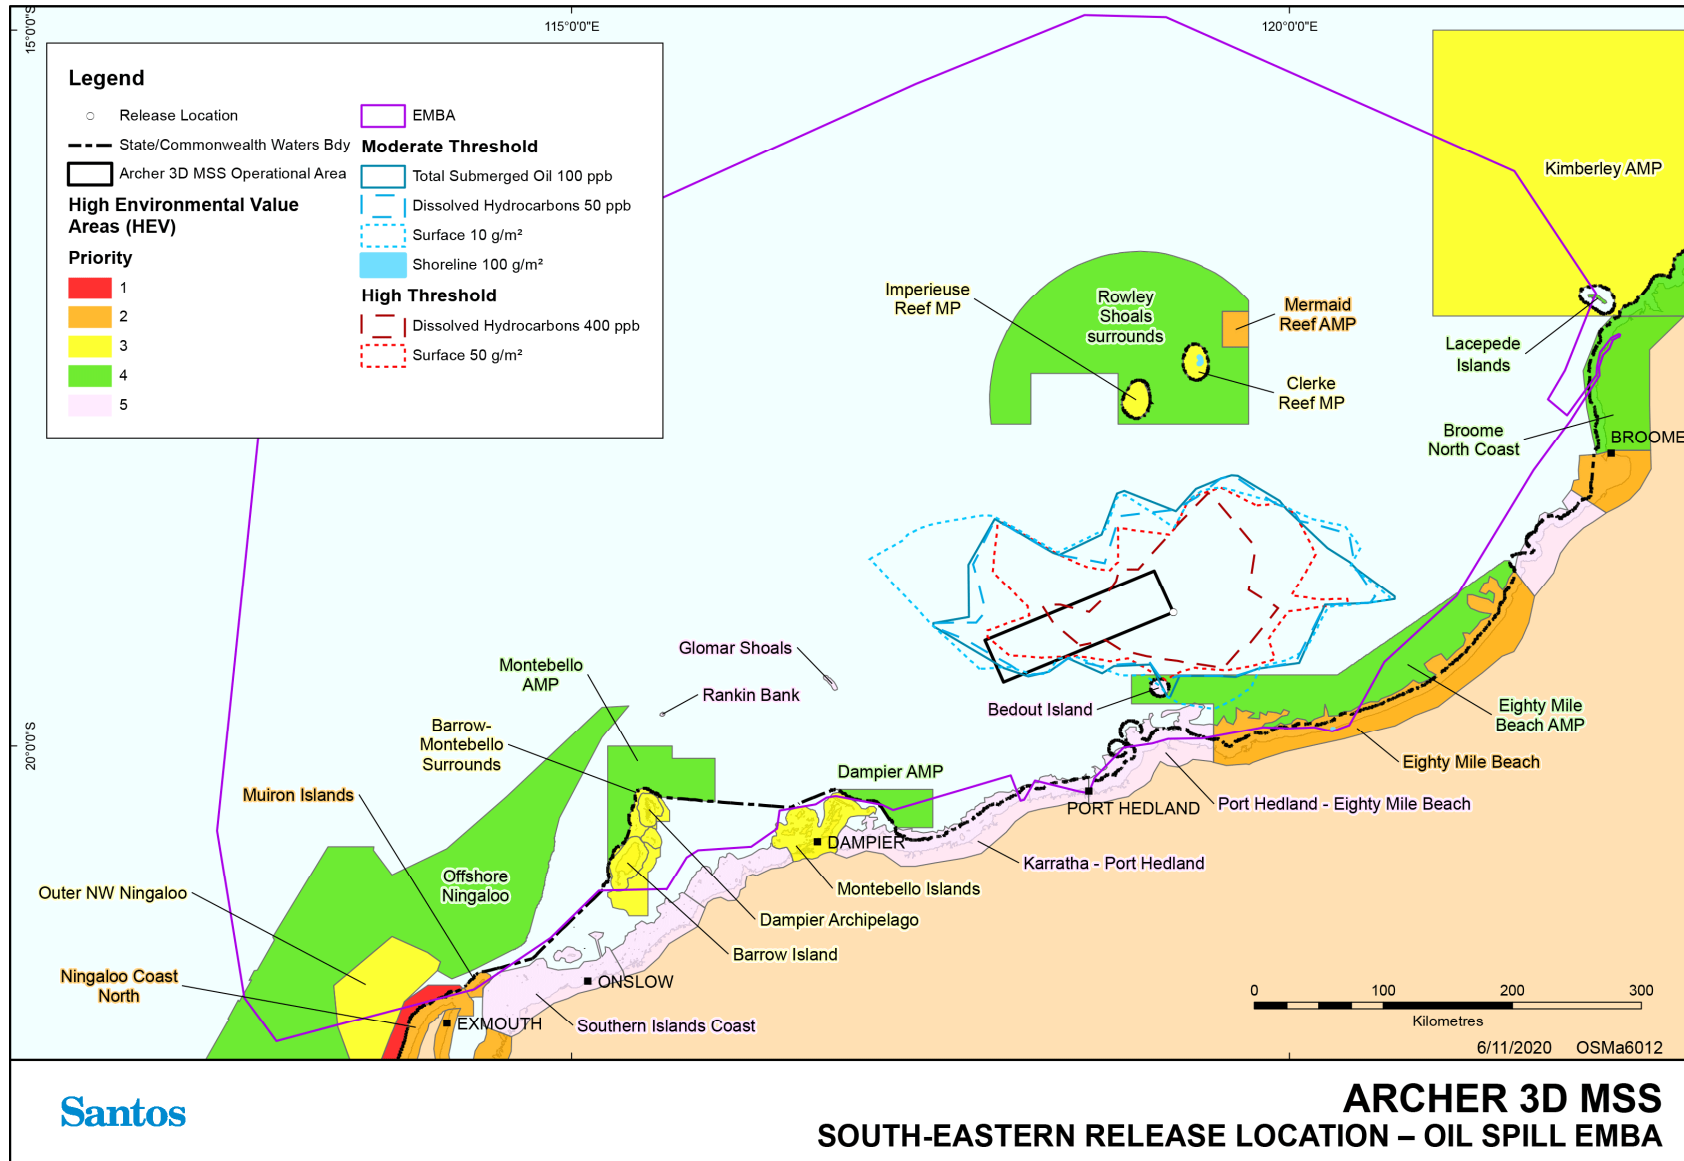 115°0'0"E
120°0'0"E
15°0'0"S
20°0'0"S
Legend
Release Location
State/Commonwealth Waters Bdy
Archer 3D MSS Operational Area
High Environmental Value
Areas (HEV)
Priority
1
2
3
4
5
EMBA
Moderate Threshold
Total Submerged Oil 100 ppb
Dissolved Hydrocarbons 50 ppb
Surface 10 g/m²
Shoreline 100 g/m²
High Threshold
Dissolved Hydrocarbons 400 ppb
Surface 50 g/m²
Kimberley AMP
Imperieuse
Reef MP
Rowley
Shoals
surrounds
Mermaid
Reef AMP
Clerke
Reef MP
Lacepede
Islands
Broome
North Coast
BROOME
Glomar Shoals
Montebello
AMP
Rankin Bank
Barrow-
Montebello
Surrounds
Bedout Island
Eighty Mile
Beach AMP
Eighty Mile Beach
Dampier AMP
Muiron Islands
PORT HEDLAND
Port Hedland - Eighty Mile Beach
DAMPIER
Karratha - Port Hedland
Offshore
Ningaloo
Outer NW Ningaloo
Montebello Islands
Dampier Archipelago
Barrow Island
Ningaloo Coast
North
ONSLOW
EXMOUTH
Southern Islands Coast
0 100 200 300
Kilometres
6/11/2020 OSMa6012
Santos
ARCHER 3D MSS
SOUTH-EASTERN RELEASE LOCATION – OIL SPILL EMBA